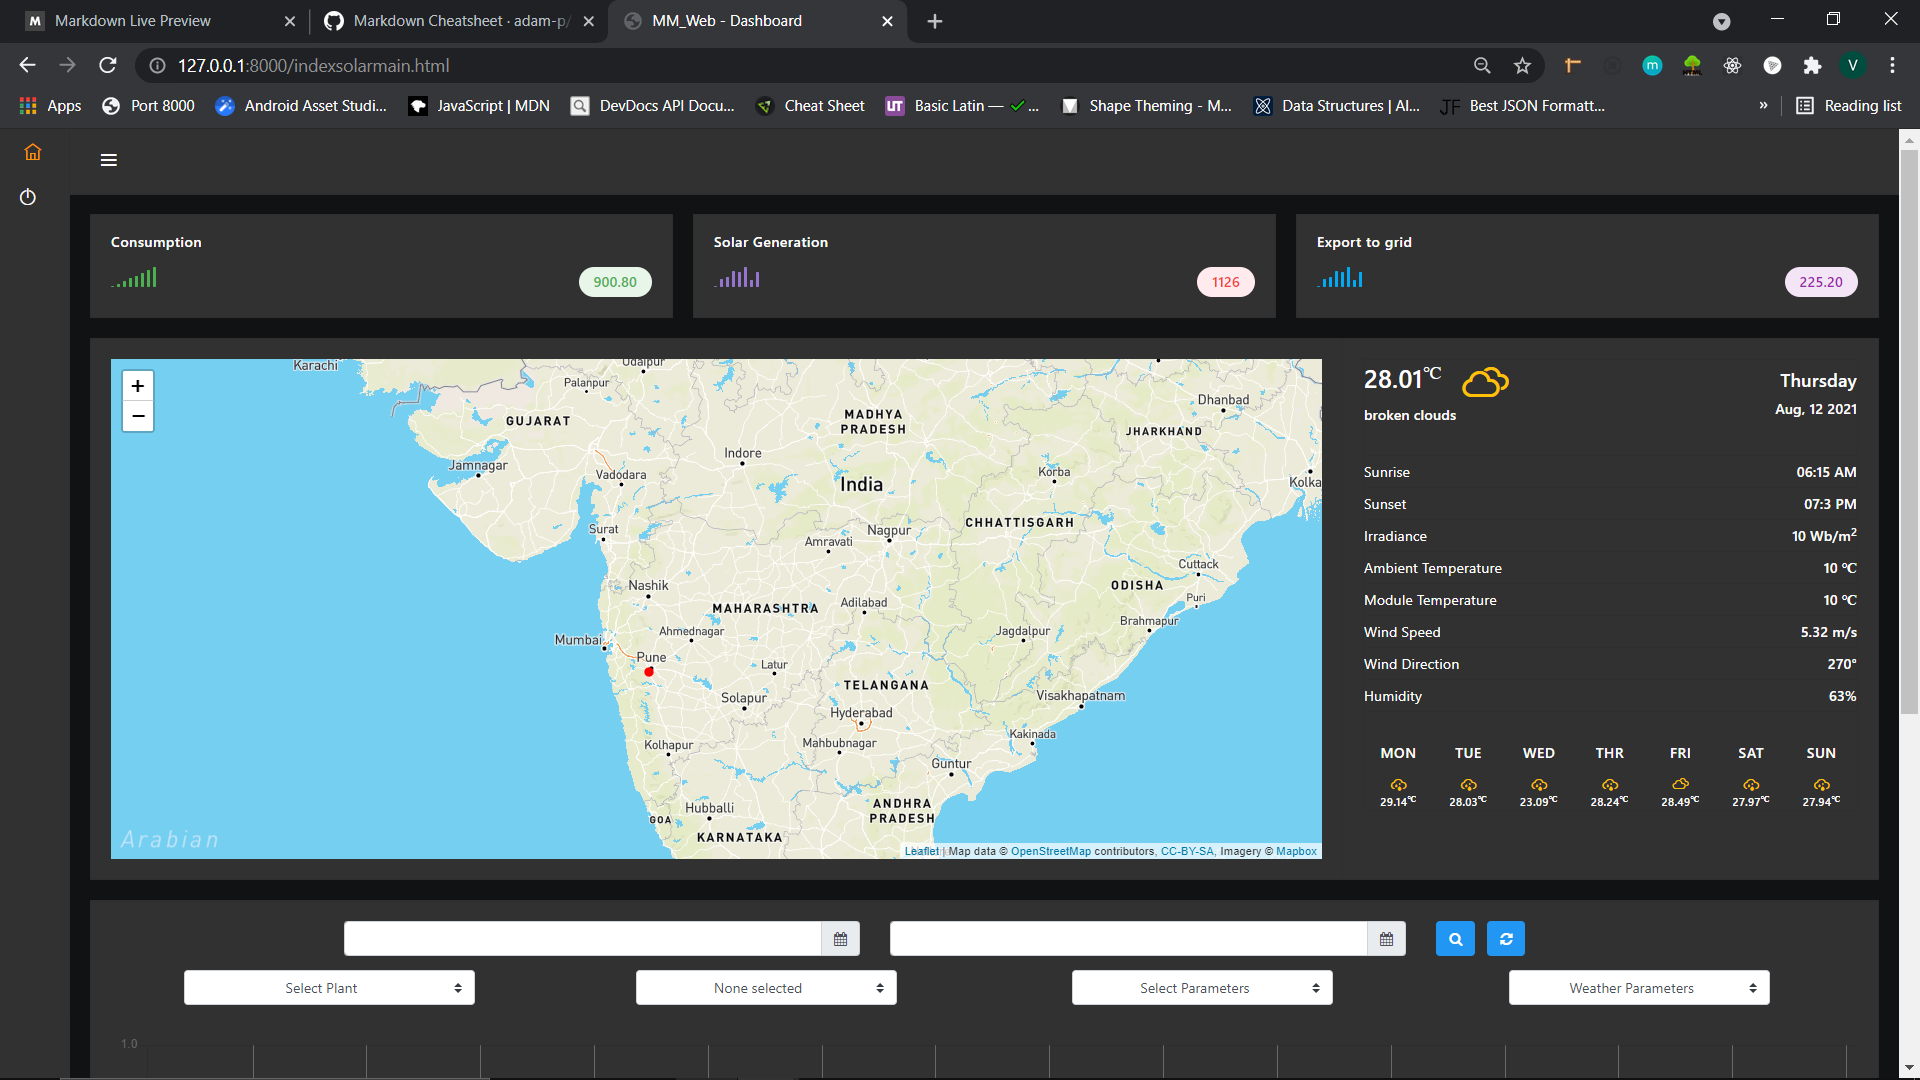 Markdown Live Preview
Markdown Cheatsheet · adam-p/
MM_Web - Dashboard
127.0.0.1:8000/indexsolarmain.html
Apps
Port 8000
Android Asset Studi...
JavaScript | MDN
DevDocs API Docu...
Cheat Sheet
Basic Latin — ✓ ...
Shape Theming - M...
Data Structures | Al...
Best JSON Formatt...
»
Reading list
Consumption
900.80
Solar Generation
1126
Export to grid
225.20
+
−
Karachi
Udaipur
Palanpur
GUJARAT
MADHYA
PRADESH
Dhanbad
JHARKHAND
Jamnagar
Vadodara
Indore
India
Korba
Kolka
Surat
Nagpur
Amravati
CHHATTISGARH
Cuttack
Nashik
MAHARASHTRA
Adilabad
ODISHA
Puri
Mumbai
Ahmednagar
Pune
Latur
Jagdalpur
Brahmapur
TELANGANA
Solapur
Hyderabad
Visakhapatnam
Kolhapur
Mahbubnagar
Kakinada
Guntur
Hubballi
GOA
KARNATAKA
ANDHRA
PRADESH
Arabian
Leaflet | Map data © OpenStreetMap contributors, CC-BY-SA, Imagery © Mapbox
28.01℃
broken clouds
Thursday
Aug, 12 2021
Sunrise 06:15 AM
Sunset 07:3 PM
Irradiance 10 Wb/m²
Ambient Temperature 10 ℃
Module Temperature 10 ℃
Wind Speed 5.32 m/s
Wind Direction 270°
Humidity 63%
MON TUE WED THR FRI SAT SUN
29.14℃ 28.03℃ 23.09℃ 28.24℃ 28.49℃ 27.97℃ 27.94℃
Select Plant
None selected
Select Parameters
Weather Parameters
1.0